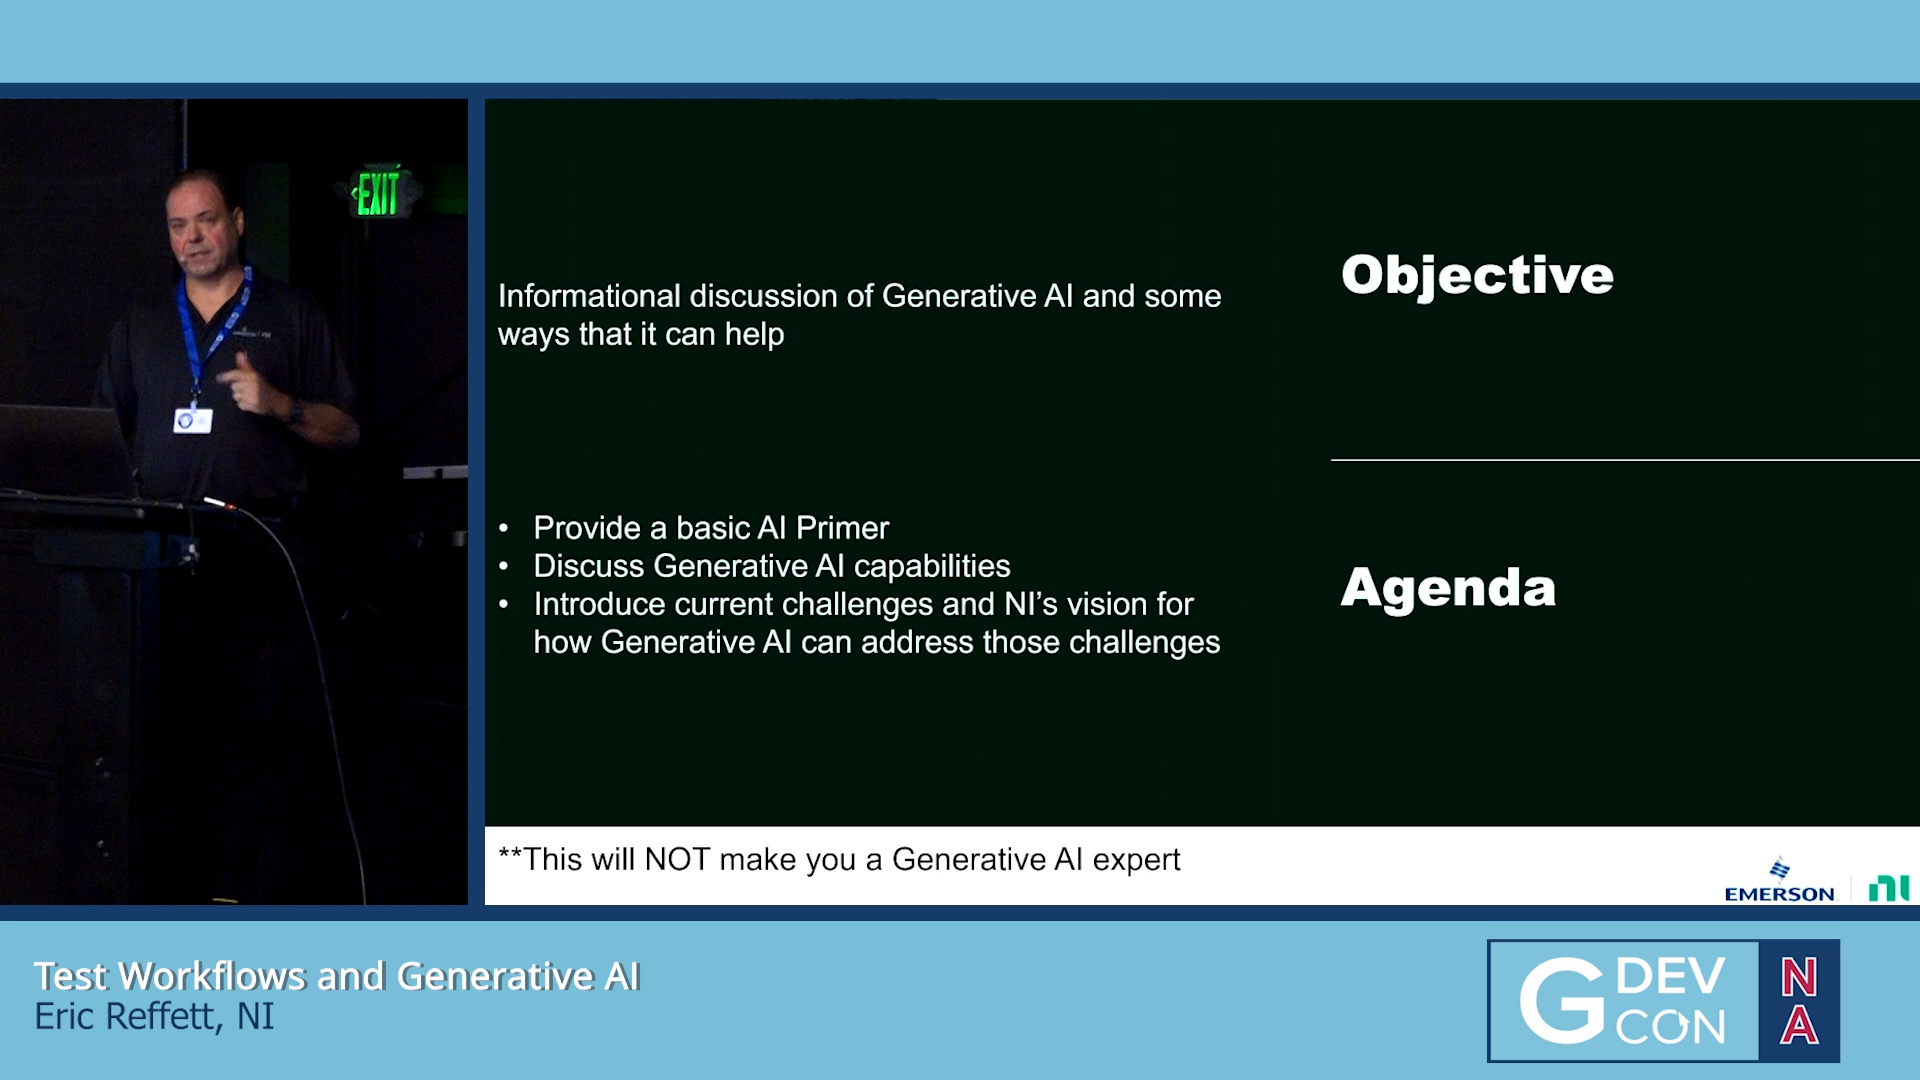 EXIT
Objective
Informational discussion of Generative AI and some
ways that it can help
Agenda
• Provide a basic AI Primer
• Discuss Generative AI capabilities
• Introduce current challenges and NI’s vision for
how Generative AI can address those challenges
**This will NOT make you a Generative AI expert
EMERSON
ni
Test Workflows and Generative AI
Eric Reffett, NI
G DEV
CON
N
A